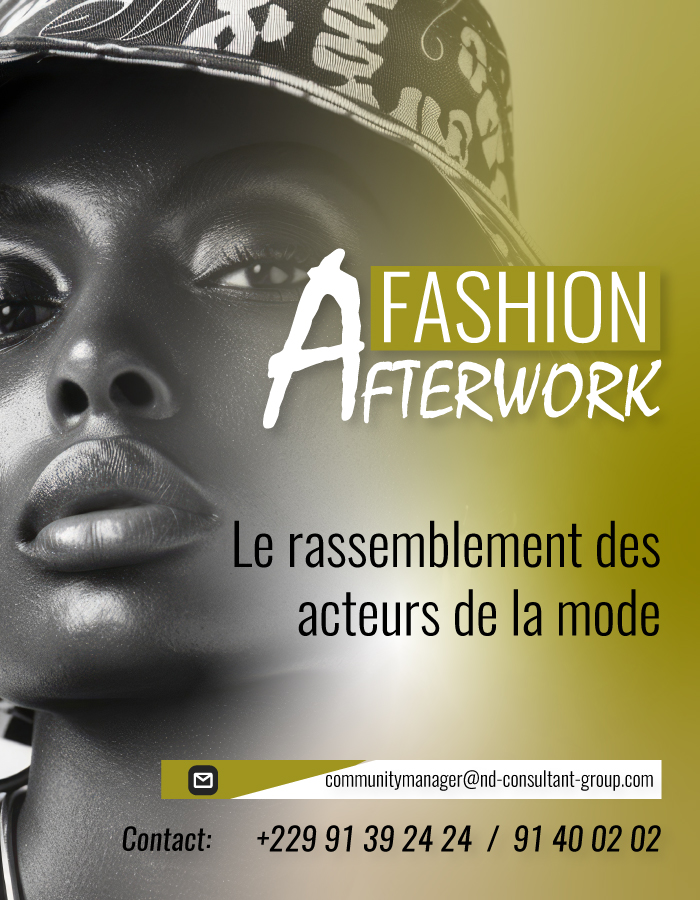 FASHION
AFTERWORK
Le rassemblement des
acteurs de la mode
communitymanager@nd-consultant-group.com
Contact: +229 91 39 24 24 / 91 40 02 02